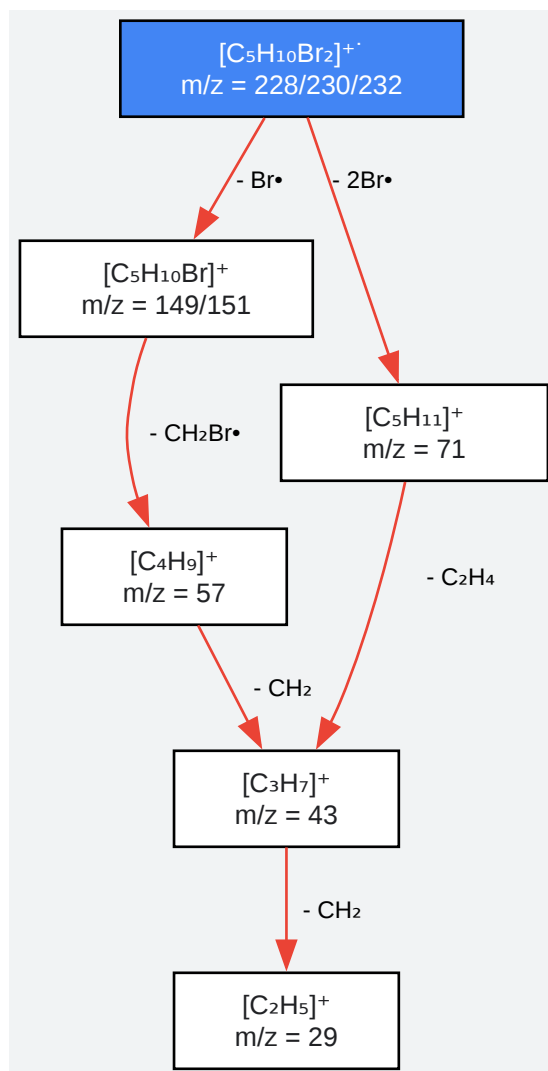 [C₅H₁₀Br₂]⁺˙
m/z = 228/230/232
- Br•
- 2Br•
[C₅H₁₀Br]⁺
m/z = 149/151
[C₅H₁₁]⁺
m/z = 71
- CH₂Br•
[C₄H₉]⁺
m/z = 57
- C₂H₄
- CH₂
[C₃H₇]⁺
m/z = 43
- CH₂
[C₂H₅]⁺
m/z = 29